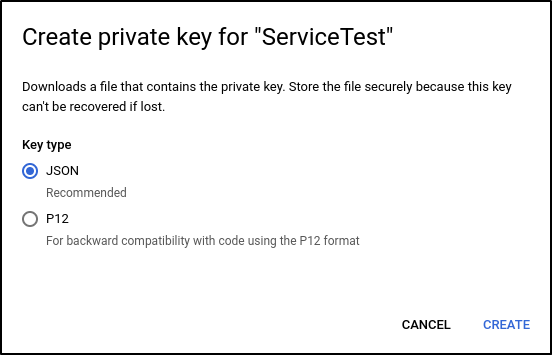 Create private key for "ServiceTest"
Downloads a file that contains the private key. Store the file securely because this key
can't be recovered if lost.
Key type
JSON
Recommended
P12
For backward compatibility with code using the P12 format
CANCEL CREATE